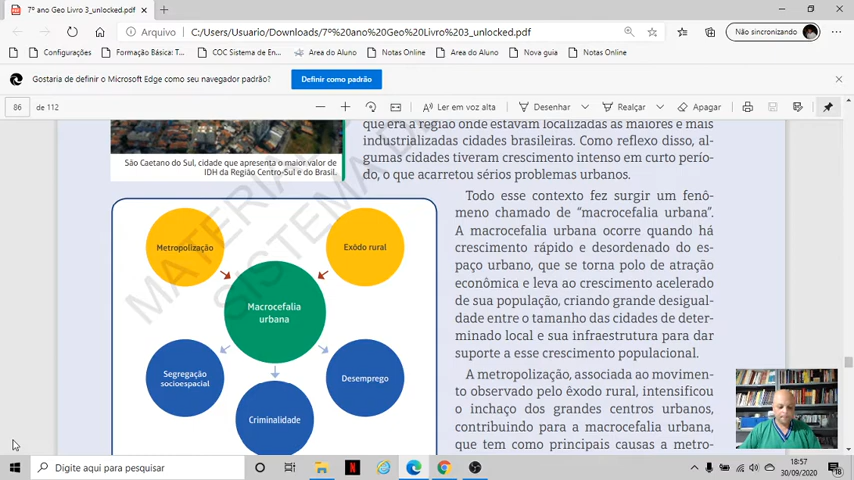 7º ano Geo Livro 3_unlocked.pdf
Arquivo
C:/Users/Usuario/Downloads/7º%20ano%20Geo%20Livro%203_unlocked.pdf
Não sincronizando
Configurações
Formação Básica: T...
COC Sistema de En...
Area do Aluno
Notas Online
Area do Aluno
Nova guia
Notas Online
Gostaria de definir o Microsoft Edge como seu navegador padrão?
Definir como padrão
86 de 112
Ler em voz alta
Desenhar
Realçar
Apagar
que era a região onde estavam localizadas as maiores e mais
industrializadas cidades brasileiras. Como reflexo disso, al-
gumas cidades tiveram crescimento intenso em curto perío-
do, o que acarretou sérios problemas urbanos.
São Caetano do Sul, cidade que apresenta o maior valor de
IDH da Região Centro-Sul e do Brasil.
Metropolização
Exôdo rural
Macrocefalia
urbana
Segregação
socioespacial
Desemprego
Criminalidade
Todo esse contexto fez surgir um fenô-
meno chamado de “macrocefalia urbana”.
A macrocefalia urbana ocorre quando há
crescimento rápido e desordenado do es-
paço urbano, que se torna polo de atração
econômica e leva ao crescimento acelerado
de sua população, criando grande desigual-
dade entre o tamanho das cidades de deter-
minado local e sua infraestrutura para dar
suporte a esse crescimento populacional.
A metropolização, associada ao movimen-
to observado pelo êxodo rural, intensificou
o inchaço dos grandes centros urbanos,
contribuindo para a macrocefalia urbana,
que tem como principais causas a metro-
MATERIAL DE
SISTEMA DE
Digite aqui para pesquisar
18:57
30/09/2020
18